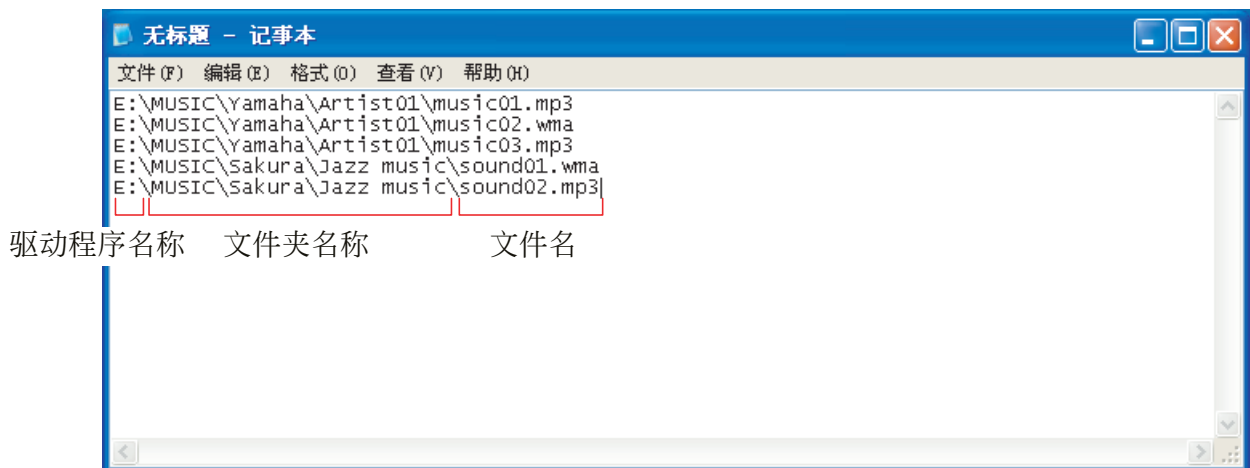 无标题 - 记事本
文件(F) 编辑(E) 格式(O) 查看(V) 帮助(H)
E:\MUSIC\Yamaha\Artist01\music01.mp3
E:\MUSIC\Yamaha\Artist01\music02.wma
E:\MUSIC\Yamaha\Artist01\music03.mp3
E:\MUSIC\Sakura\Jazz music\sound01.wma
E:\MUSIC\Sakura\Jazz music\sound02.mp3
驱动程序名称 文件夹名称 文件名